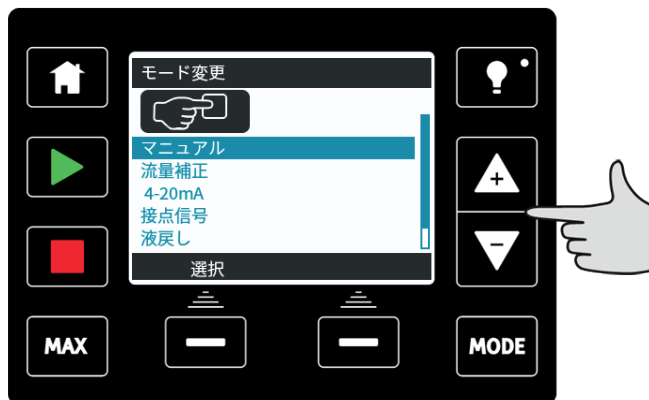 モード変更
マニュアル
流量補正
4-20mA
接点信号
液戻し
選択
+
−
MAX
MODE